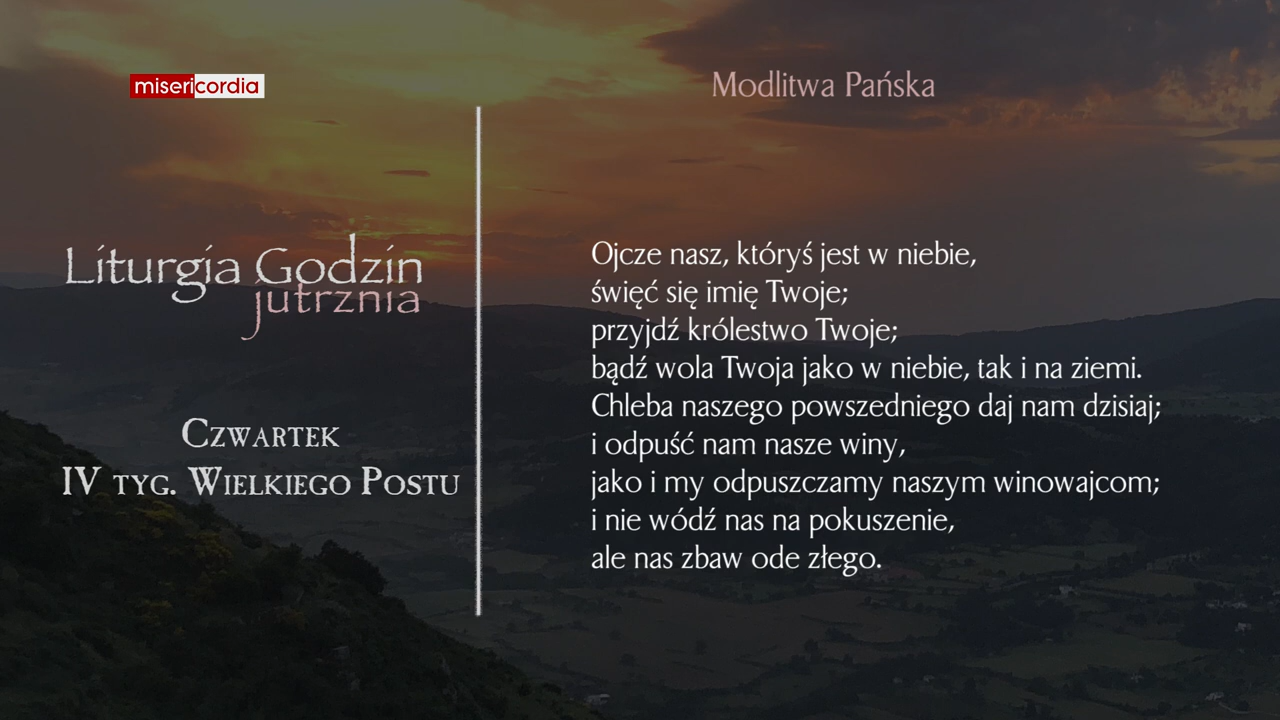 misericordia
Liturgia Godzin
jutrznia
Czwartek
IV tyg. Wielkiego Postu
Modlitwa Pańska
Ojcze nasz, któryś jest w niebie,
święć się imię Twoje;
przyjdź królestwo Twoje;
bądź wola Twoja jako w niebie, tak i na ziemi.
Chleba naszego powszedniego daj nam dzisiaj;
i odpuść nam nasze winy,
jako i my odpuszczamy naszym winowajcom;
i nie wódź nas na pokuszenie,
ale nas zbaw ode złego.